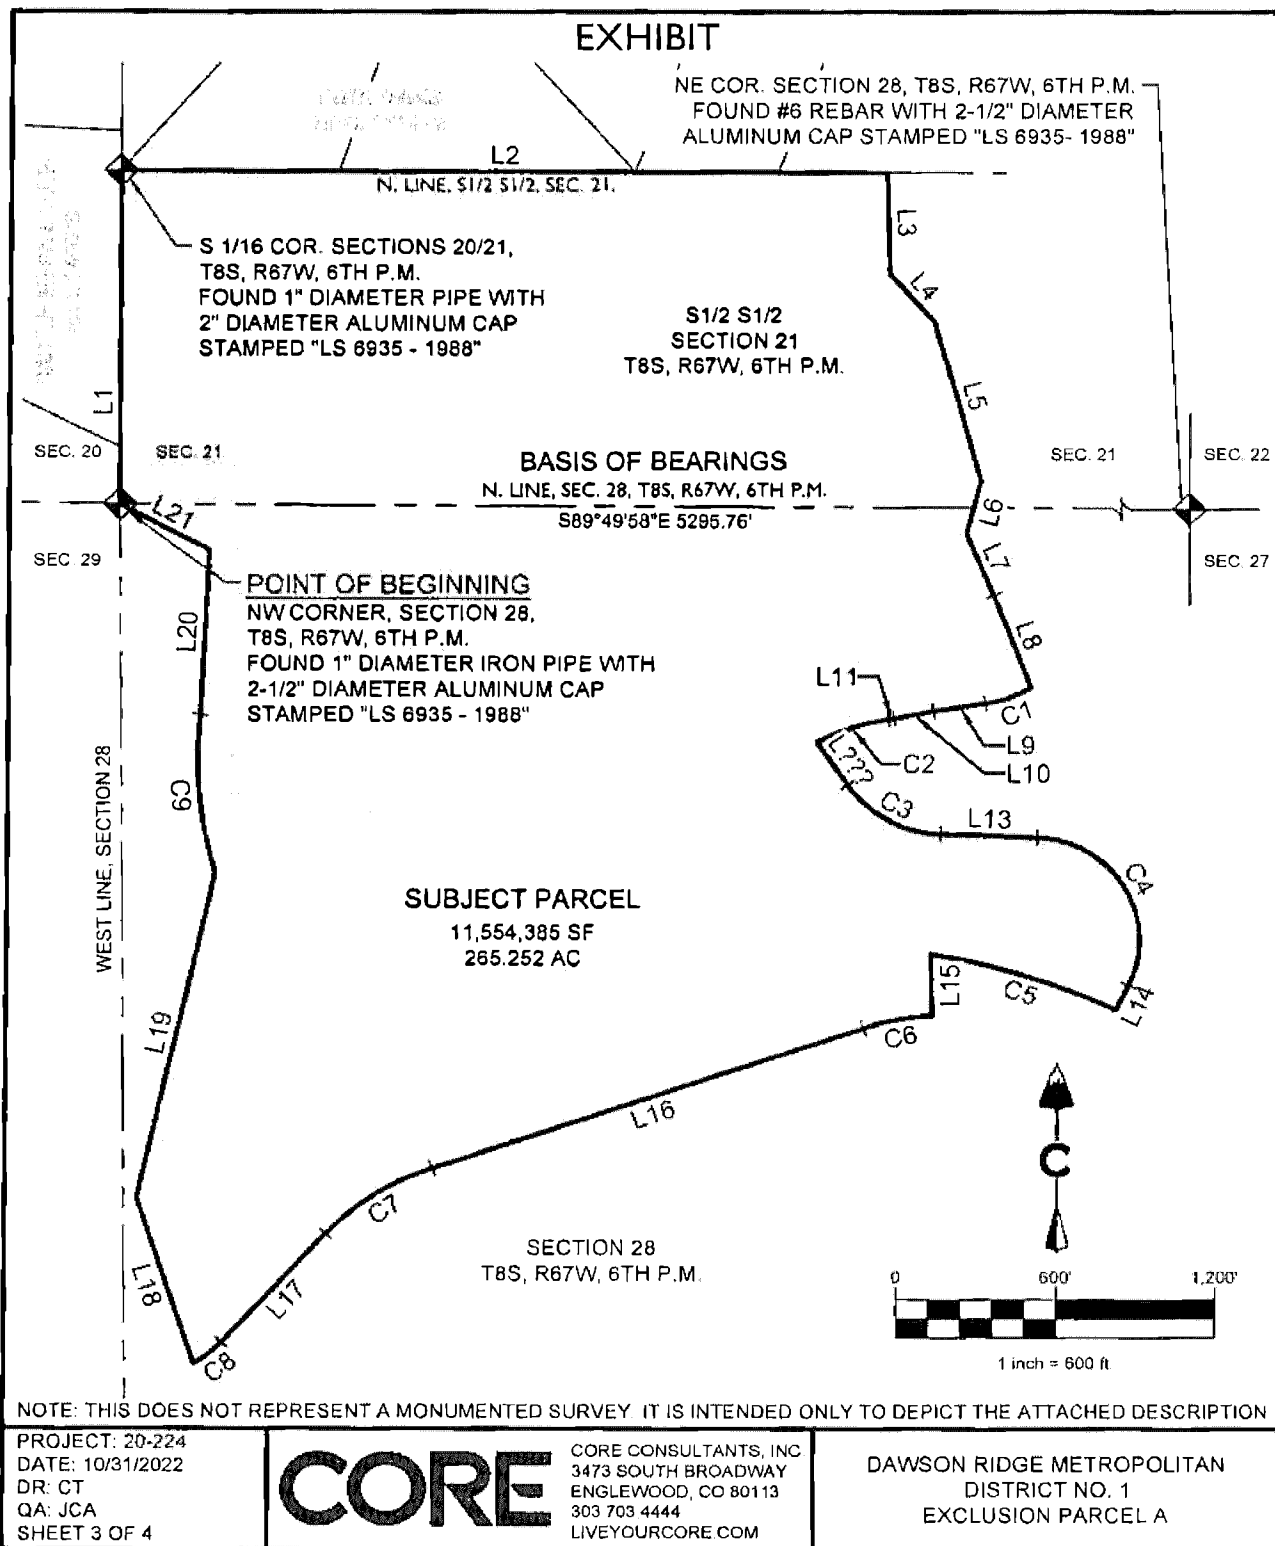 EXHIBIT
NE COR. SECTION 28, T8S, R67W, 6TH P.M.
FOUND #6 REBAR WITH 2-1/2" DIAMETER
ALUMINUM CAP STAMPED "LS 6935- 1988"
L2
N. LINE, S1/2 S1/2, SEC. 21.
L3
S 1/16 COR. SECTIONS 20/21,
T8S, R67W, 6TH P.M.
FOUND 1" DIAMETER PIPE WITH
2" DIAMETER ALUMINUM CAP
STAMPED "LS 6935 - 1988"
L4
S1/2 S1/2
SECTION 21
T8S, R67W, 6TH P.M.
L1
L5
SEC. 20
SEC. 21
BASIS OF BEARINGS
N. LINE, SEC. 28, T8S, R67W, 6TH P.M.
S89°49'58"E 5295.76'
SEC. 21
SEC. 22
L21
L6
SEC. 29
SEC. 27
POINT OF BEGINNING
NW CORNER, SECTION 28,
T8S, R67W, 6TH P.M.
FOUND 1" DIAMETER IRON PIPE WITH
2-1/2" DIAMETER ALUMINUM CAP
STAMPED "LS 6935 - 1988"
L7
L20
L8
L11
C1
L9
L10
C2
L???
C3
L13
C9
WEST LINE, SECTION 28
C4
SUBJECT PARCEL
11,554,385 SF
265.252 AC
L15
C5
L14
C6
L19
L16
C
C7
SECTION 28
T8S, R67W, 6TH P.M.
L18
L17
C8
0 600' 1,200'
1 inch = 600 ft.
NOTE: THIS DOES NOT REPRESENT A MONUMENTED SURVEY. IT IS INTENDED ONLY TO DEPICT THE ATTACHED DESCRIPTION
PROJECT: 20-224
DATE: 10/31/2022
DR: CT
QA: JCA
SHEET 3 OF 4
CORE
CORE CONSULTANTS, INC
3473 SOUTH BROADWAY
ENGLEWOOD, CO 80113
303 703 4444
LIVEYOURCORE.COM
DAWSON RIDGE METROPOLITAN
DISTRICT NO. 1
EXCLUSION PARCEL A